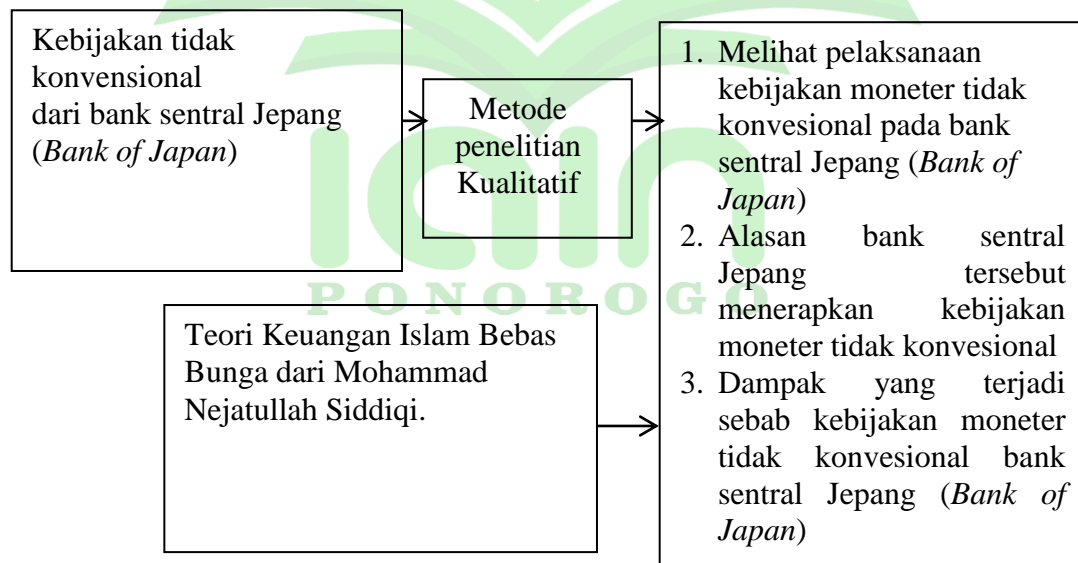 Kebijakan tidak
konvensional
dari bank sentral Jepang
(Bank of Japan)
Metode
penelitian
Kualitatif
1. Melihat pelaksanaan
kebijakan moneter tidak
konvesional pada bank
sentral Jepang (Bank of
Japan)
2. Alasan bank sentral
Jepang tersebut
menerapkan kebijakan
moneter tidak konvesional
3. Dampak yang terjadi
sebab kebijakan moneter
tidak konvesional bank
sentral Jepang (Bank of
Japan)
Teori Keuangan Islam Bebas
Bunga dari Mohammad
Nejatullah Siddiqi.
iain
PONOROGO